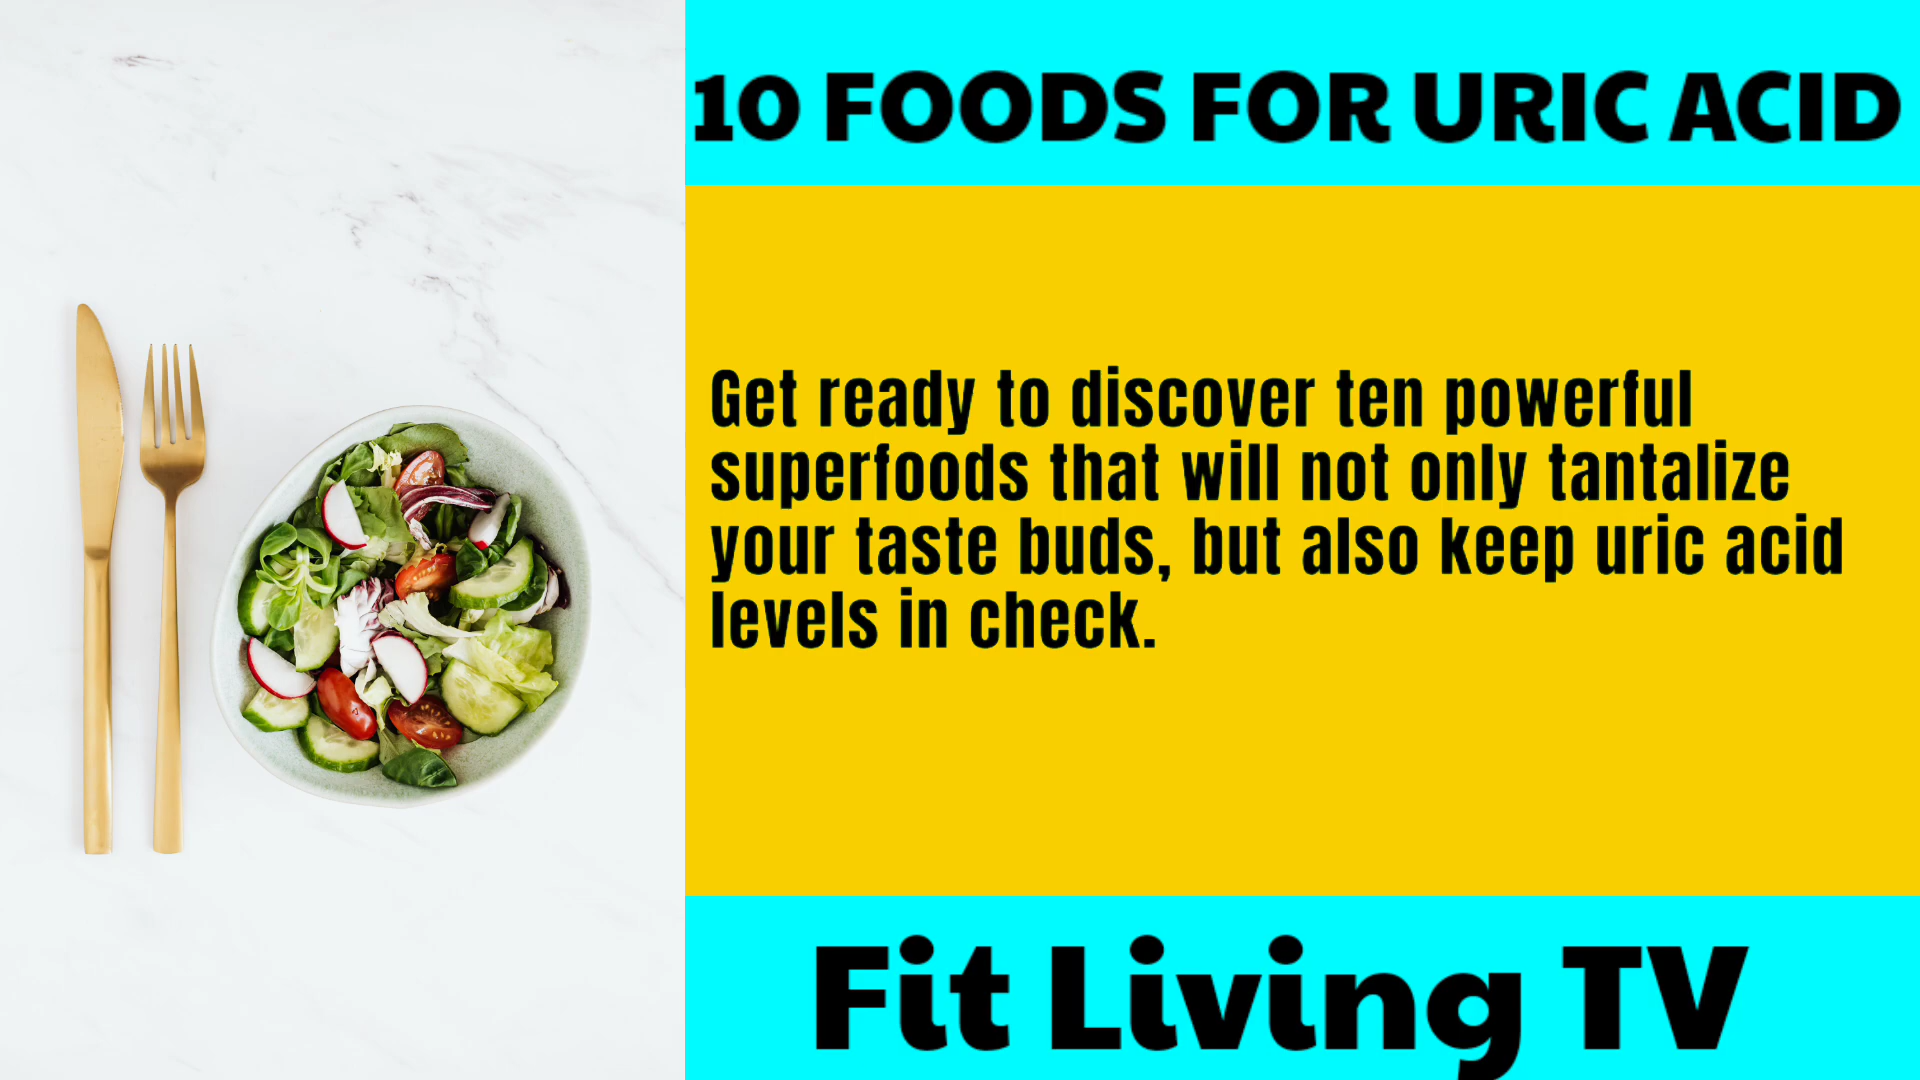 10 FOODS FOR URIC ACID
Get ready to discover ten powerful
superfoods that will not only tantalize
your taste buds, but also keep uric acid
levels in check.
Fit Living TV